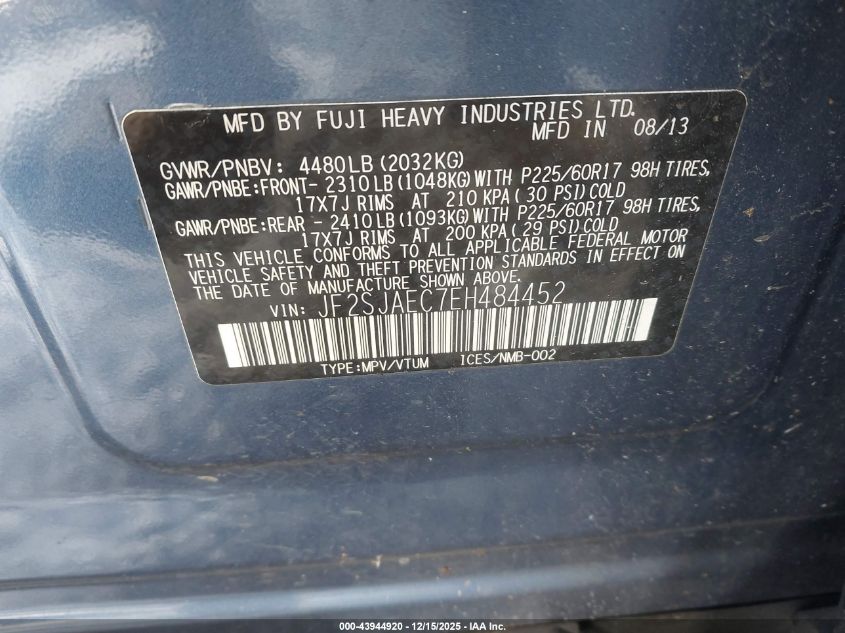 MFD BY FUJI HEAVY INDUSTRIES LTD.
MFD IN 08/13
GVWR/PNBV: 4480LB (2032KG)
GAWR/PNBE:FRONT- 2310LB(1048KG)WITH P225/60R17 98H TIRES,
17X7J RIMS AT 210 KPA( 30 PSI)COLD
GAWR/PNBE:REAR - 2410LB(1093KG)WITH P225/60R17 98H TIRES,
17X7J RIMS AT 200 KPA( 29 PSI)COLD
THIS VEHICLE CONFORMS TO ALL APPLICABLE FEDERAL MOTOR
VEHICLE SAFETY AND THEFT PREVENTION STANDARDS IN EFFECT ON
THE DATE OF MANUFACTURE SHOWN ABOVE.
VIN: JF2SJAEC7EH484452
TYPE:MPV/VTUM ICES/NMB-002
000-43944920 - 12/15/2025 - IAA Inc.